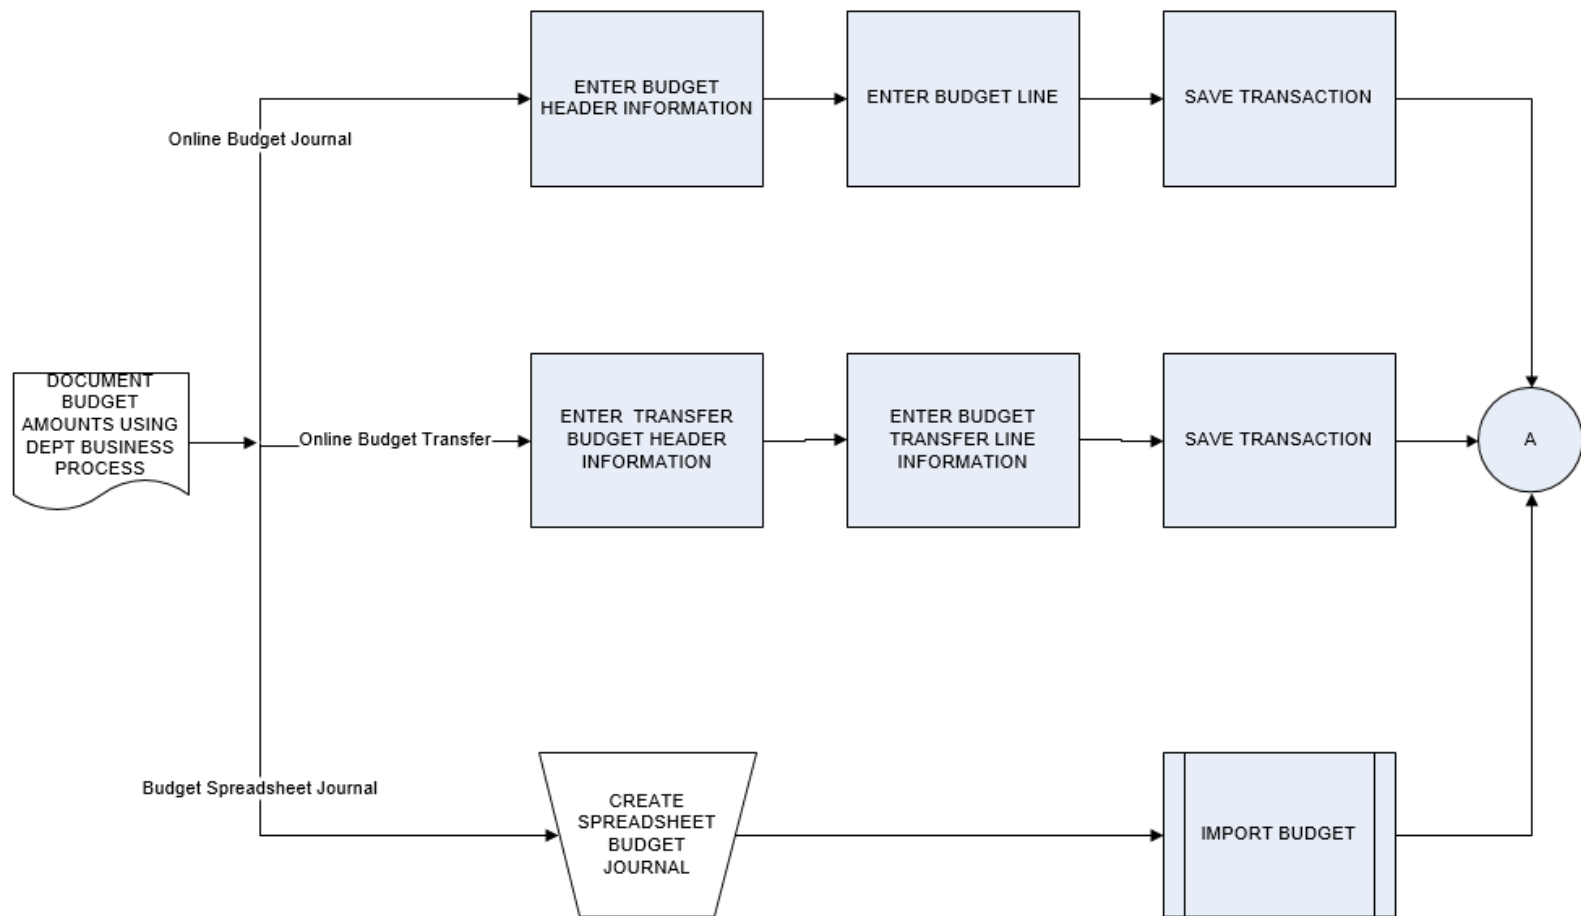 ENTER BUDGET
HEADER INFORMATION
ENTER BUDGET LINE
SAVE TRANSACTION
Online Budget Journal
DOCUMENT
BUDGET
AMOUNTS USING
DEPT BUSINESS
PROCESS
Online Budget Transfer
ENTER TRANSFER
BUDGET HEADER
INFORMATION
ENTER BUDGET
TRANSFER LINE
INFORMATION
SAVE TRANSACTION
A
Budget Spreadsheet Journal
CREATE
SPREADSHEET
BUDGET
JOURNAL
IMPORT BUDGET